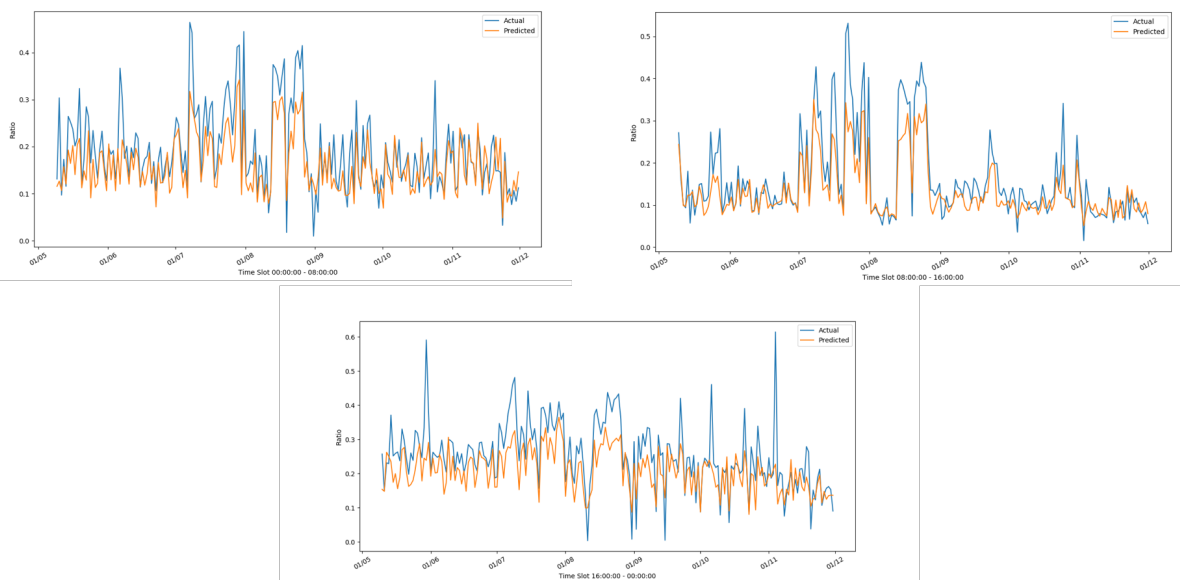 Actual
Predicted
Ratio
0.4
0.3
0.2
0.1
0.0
01/05 01/06 01/07 01/08 01/09 01/10 01/11 01/12
Time Slot 00:00:00 - 08:00:00
Actual
Predicted
Ratio
0.5
0.4
0.3
0.2
0.1
0.0
01/05 01/06 01/07 01/08 01/09 01/10 01/11 01/12
Time Slot 08:00:00 - 16:00:00
Actual
Predicted
Ratio
0.6
0.5
0.4
0.3
0.2
0.1
0.0
01/05 01/06 01/07 01/08 01/09 01/10 01/11 01/12
Time Slot 16:00:00 - 00:00:00